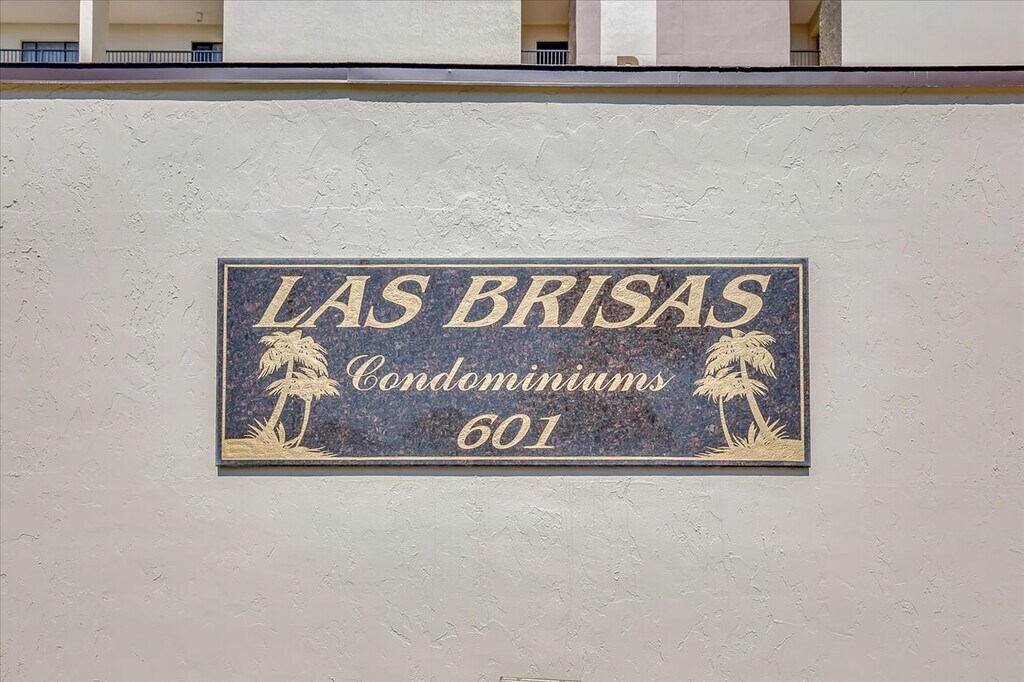 LAS BRISAS
Condominiums
601